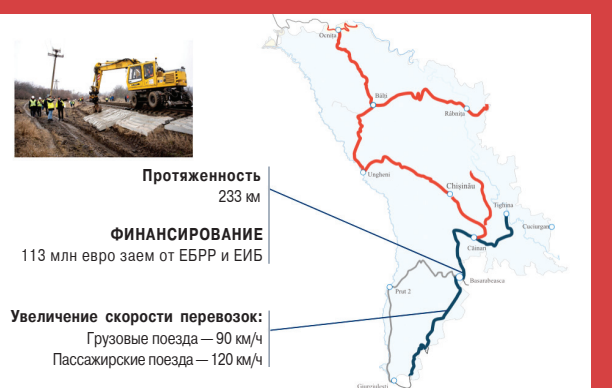 Протяженность
233 км
ФИНАНСИРОВАНИЕ
113 млн евро заем от ЕБРР и ЕИБ
Увеличение скорости перевозок:
Грузовые поезда — 90 км/ч
Пассажирские поезда — 120 км/ч
Ocnița
Bălți
Râbnița
Ungheni
Chișinău
Tighina
Cuciurgan
Căinari
Basarabeasca
Prut 2
Giurgiulești